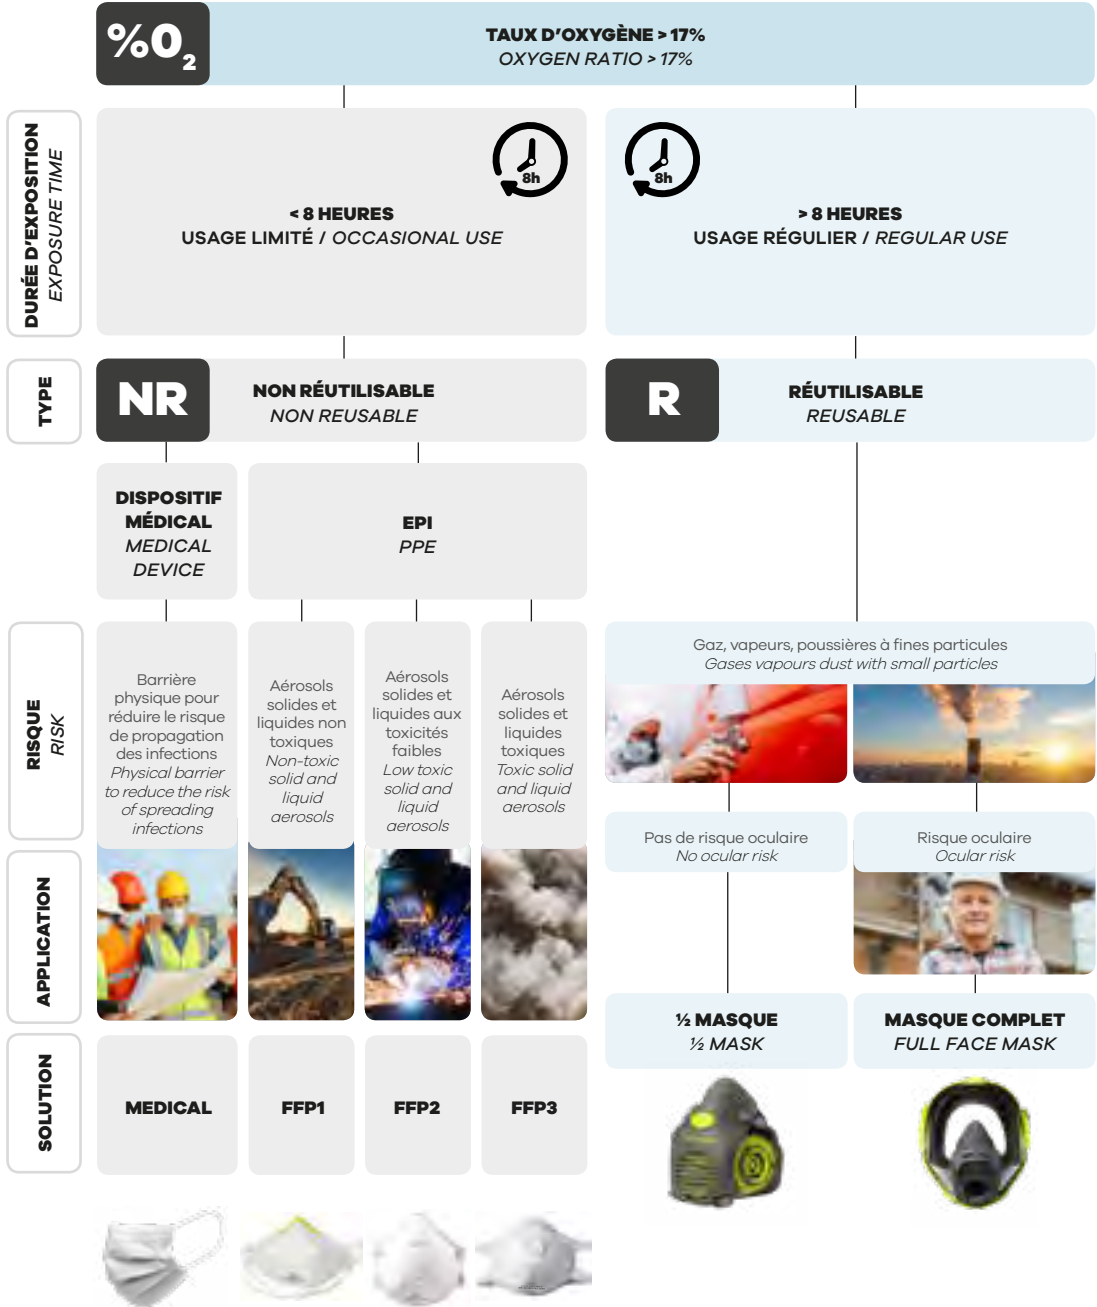 %O2
TAUX D'OXYGÈNE > 17%
OXYGEN RATIO > 17%
DURÉE D'EXPOSITION
EXPOSURE TIME
8h
< 8 HEURES
USAGE LIMITÉ / OCCASIONAL USE
8h
> 8 HEURES
USAGE RÉGULIER / REGULAR USE
TYPE
NR
NON RÉUTILISABLE
NON REUSABLE
R
RÉUTILISABLE
REUSABLE
DISPOSITIF
MÉDICAL
MEDICAL
DEVICE
EPI
PPE
RISQUE
RISK
Barrière
physique pour
réduire le risque
de propagation
des infections
Physical barrier
to reduce the risk
of spreading
infections
Aérosols
solides et
liquides non
toxiques
Non-toxic
solid and
liquid
aerosols
Aérosols
solides et
liquides aux
toxicités
faibles
Low toxic
solid and
liquid
aerosols
Aérosols
solides et
liquides
toxiques
Toxic solid
and liquid
aerosols
Gaz, vapeurs, poussières à fines particules
Gases vapours dust with small particles
Pas de risque oculaire
No ocular risk
Risque oculaire
Ocular risk
APPLICATION
½ MASQUE
½ MASK
MASQUE COMPLET
FULL FACE MASK
SOLUTION
MEDICAL
FFP1
FFP2
FFP3